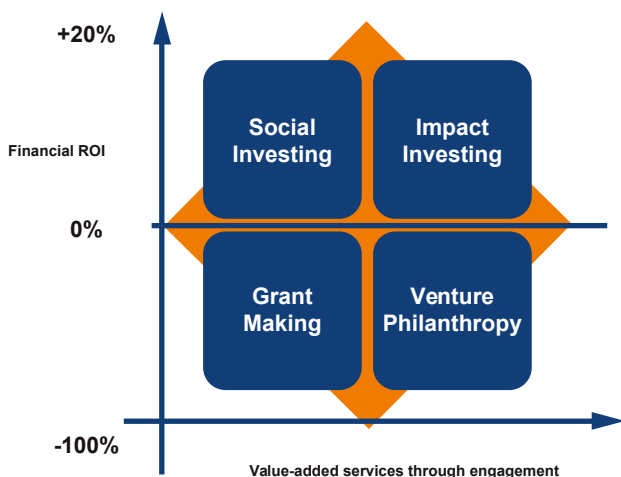 +20%
Social
Investing
Impact
Investing
Financial ROI
0%
Grant
Making
Venture
Philanthropy
-100%
Value-added services through engagement